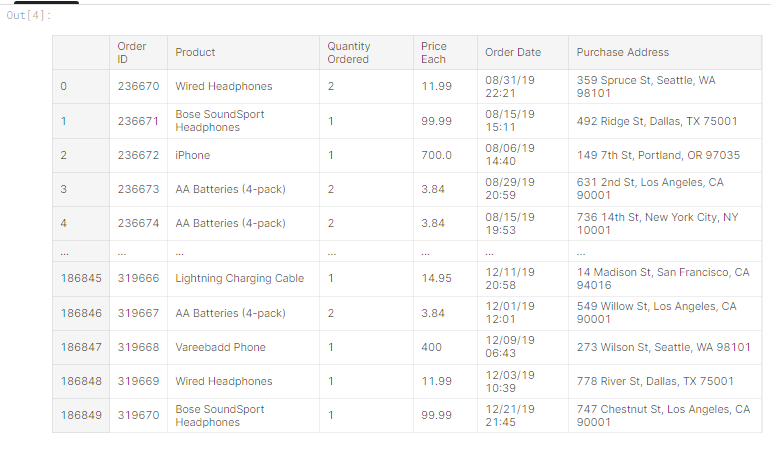 Out[4]:
Order ID Product Quantity Ordered Price Each Order Date Purchase Address
0 236670 Wired Headphones 2 11.99 08/31/19 22:21 359 Spruce St, Seattle, WA 98101
1 236671 Bose SoundSport Headphones 1 99.99 08/15/19 15:11 492 Ridge St, Dallas, TX 75001
2 236672 iPhone 1 700.0 08/06/19 14:40 149 7th St, Portland, OR 97035
3 236673 AA Batteries (4-pack) 2 3.84 08/29/19 20:59 631 2nd St, Los Angeles, CA 90001
4 236674 AA Batteries (4-pack) 2 3.84 08/15/19 19:53 736 14th St, New York City, NY 10001
... ... ... ... ... ... ...
186845 319666 Lightning Charging Cable 1 14.95 12/11/19 20:58 14 Madison St, San Francisco, CA 94016
186846 319667 AA Batteries (4-pack) 2 3.84 12/01/19 12:01 549 Willow St, Los Angeles, CA 90001
186847 319668 Vareebadd Phone 1 400 12/09/19 06:43 273 Wilson St, Seattle, WA 98101
186848 319669 Wired Headphones 1 11.99 12/03/19 10:39 778 River St, Dallas, TX 75001
186849 319670 Bose SoundSport Headphones 1 99.99 12/21/19 21:45 747 Chestnut St, Los Angeles, CA 90001